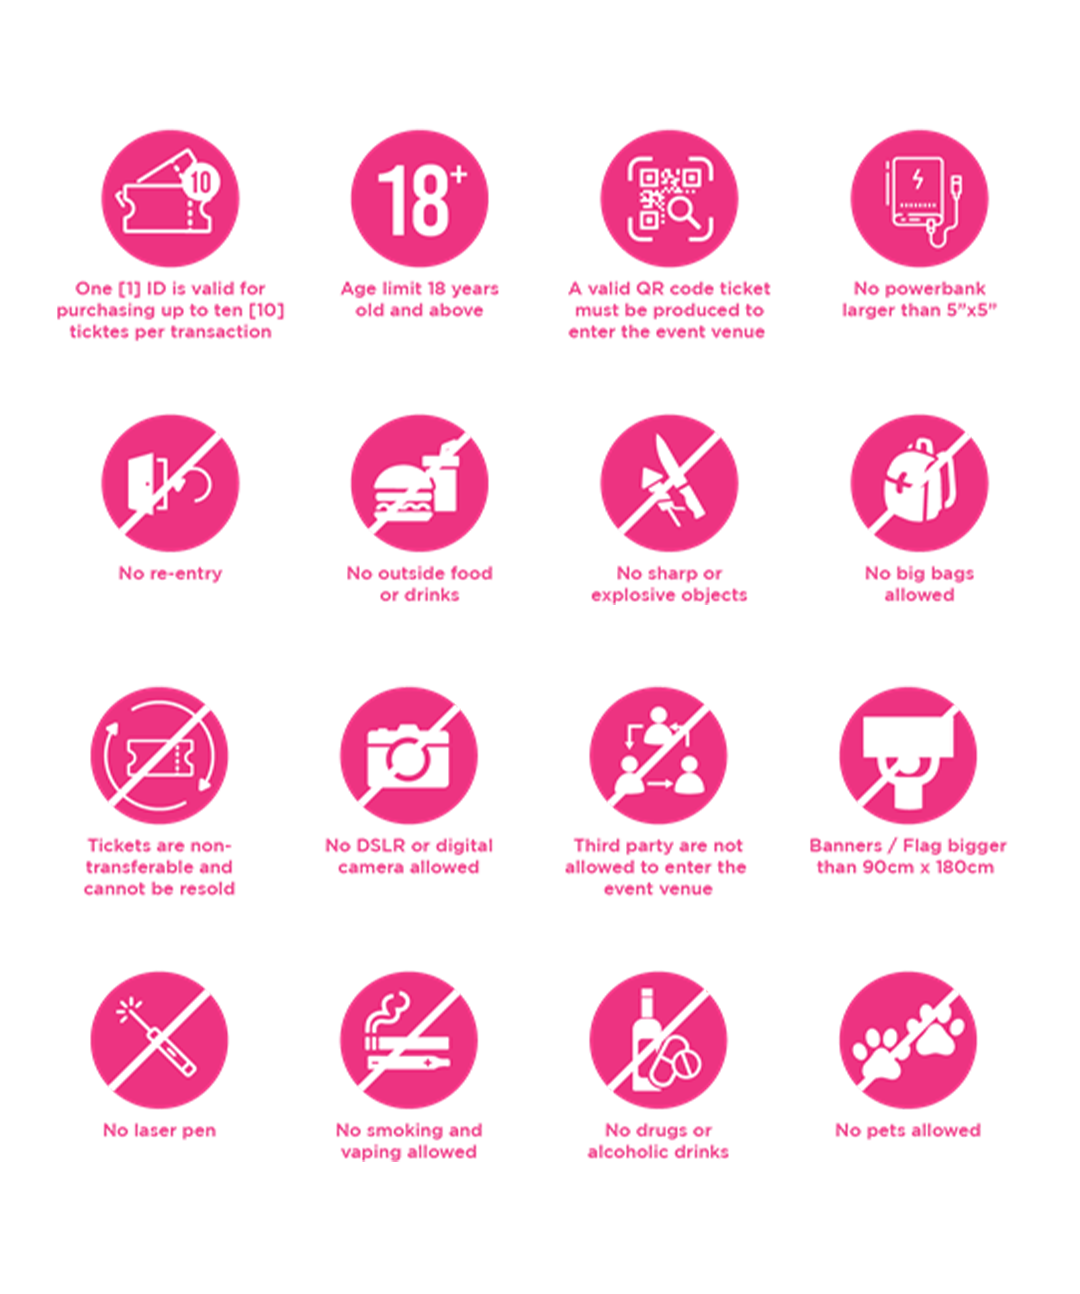 10
One [1] ID is valid for
purchasing up to ten [10]
ticktes per transaction
18+
Age limit 18 years
old and above
A valid QR code ticket
must be produced to
enter the event venue
No powerbank
larger than 5”x5”
No re-entry
No outside food
or drinks
No sharp or
explosive objects
No big bags
allowed
Tickets are non-
transferable and
cannot be resold
No DSLR or digital
camera allowed
Third party are not
allowed to enter the
event venue
Banners / Flag bigger
than 90cm x 180cm
No laser pen
No smoking and
vaping allowed
No drugs or
alcoholic drinks
No pets allowed